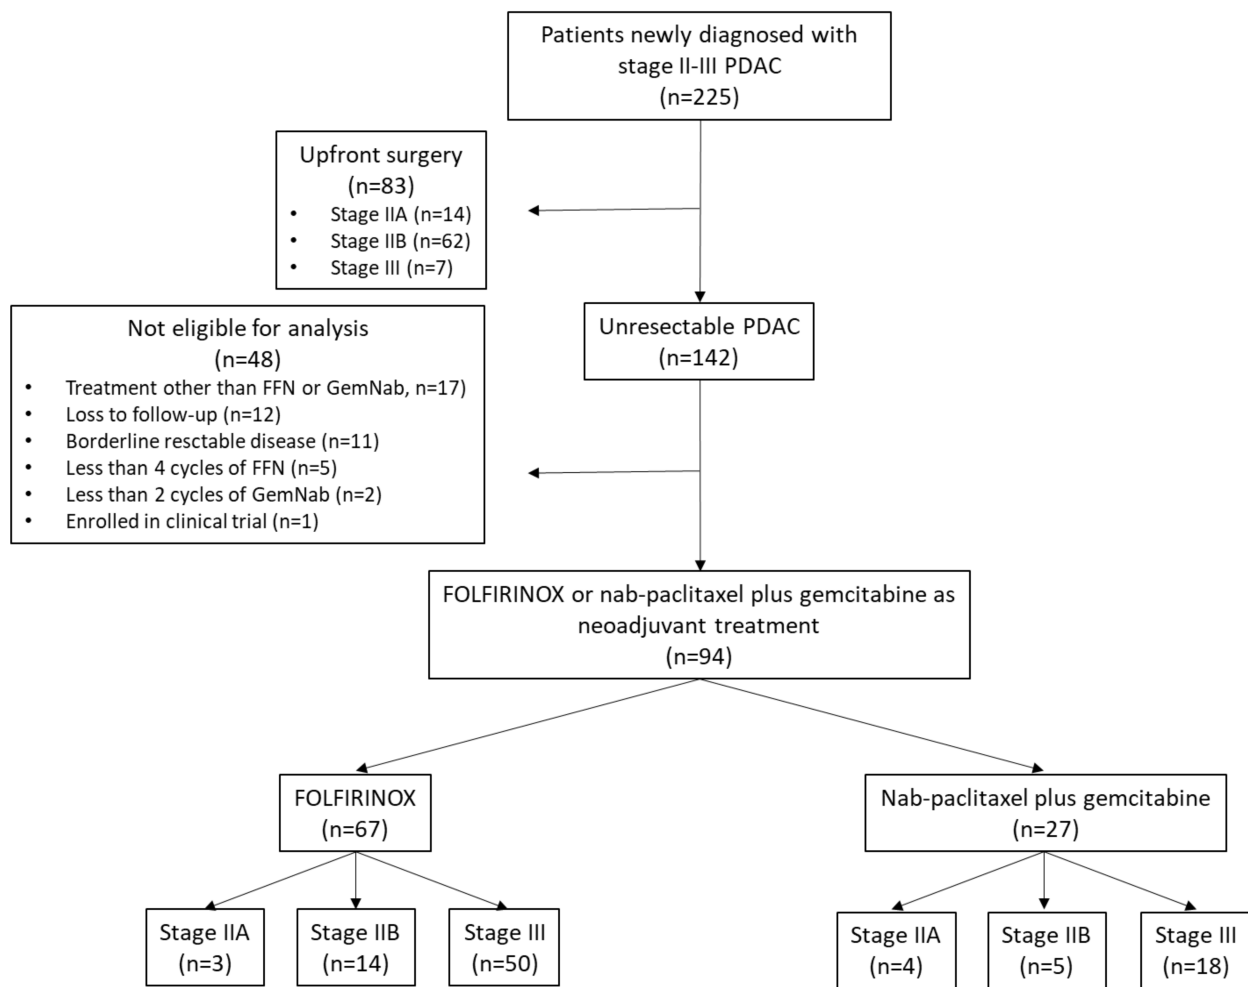 Patients newly diagnosed with
stage II-III PDAC
(n=225)
Upfront surgery
(n=83)
• Stage IIA (n=14)
• Stage IIB (n=62)
• Stage III (n=7)
Unresectable PDAC
(n=142)
Not eligible for analysis
(n=48)
• Treatment other than FFN or GemNab, n=17)
• Loss to follow-up (n=12)
• Borderline resctable disease (n=11)
• Less than 4 cycles of FFN (n=5)
• Less than 2 cycles of GemNab (n=2)
• Enrolled in clinical trial (n=1)
FOLFIRINOX or nab-paclitaxel plus gemcitabine as
neoadjuvant treatment
(n=94)
FOLFIRINOX
(n=67)
Nab-paclitaxel plus gemcitabine
(n=27)
Stage IIA
(n=3)
Stage IIB
(n=14)
Stage III
(n=50)
Stage IIA
(n=4)
Stage IIB
(n=5)
Stage III
(n=18)